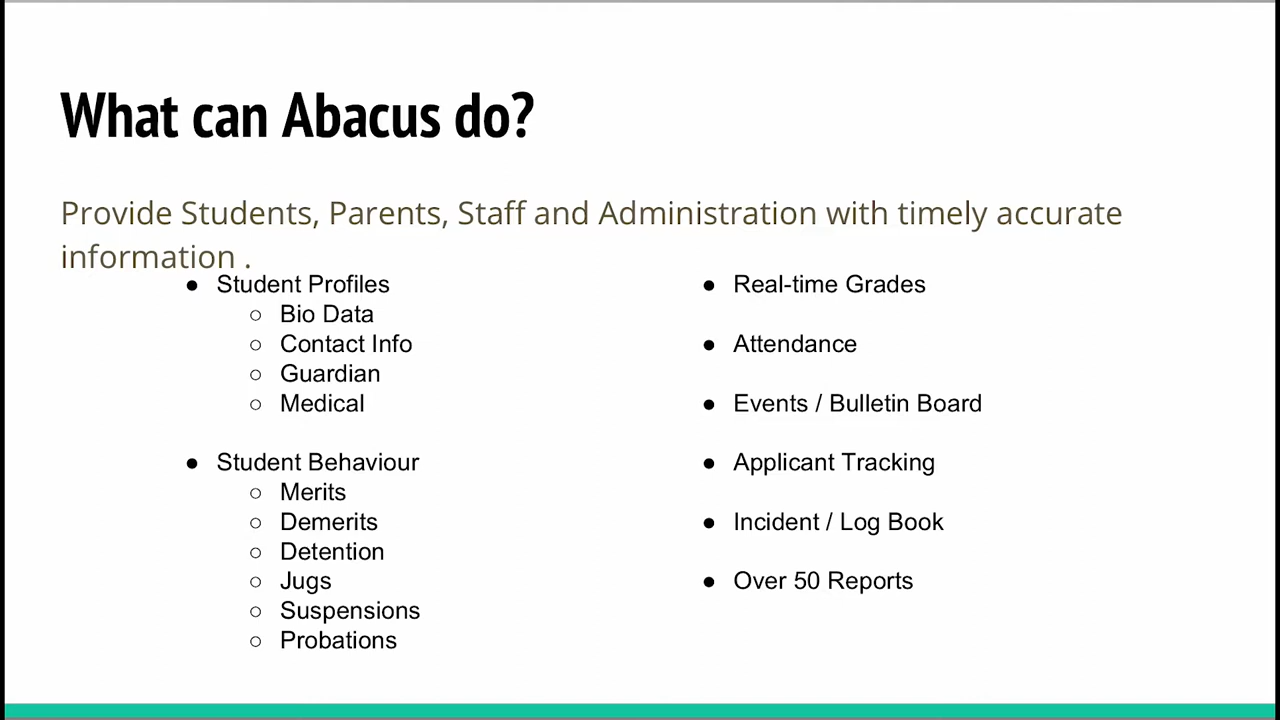 What can Abacus do?
Provide Students, Parents, Staff and Administration with timely accurate
information .
● Student Profiles
○ Bio Data
○ Contact Info
○ Guardian
○ Medical
● Student Behaviour
○ Merits
○ Demerits
○ Detention
○ Jugs
○ Suspensions
○ Probations
● Real-time Grades
● Attendance
● Events / Bulletin Board
● Applicant Tracking
● Incident / Log Book
● Over 50 Reports